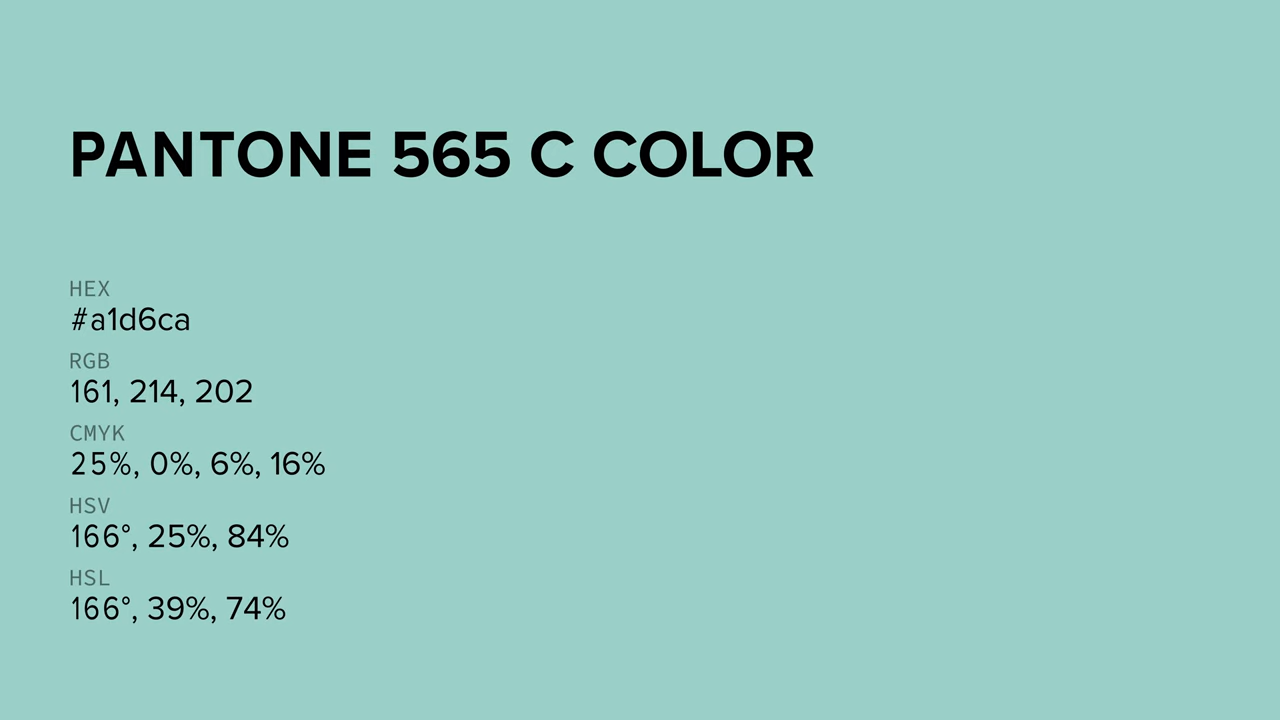 PANTONE 565 C COLOR
HEX
#a1d6ca
RGB
161, 214, 202
CMYK
25%, 0%, 6%, 16%
HSV
166°, 25%, 84%
HSL
166°, 39%, 74%